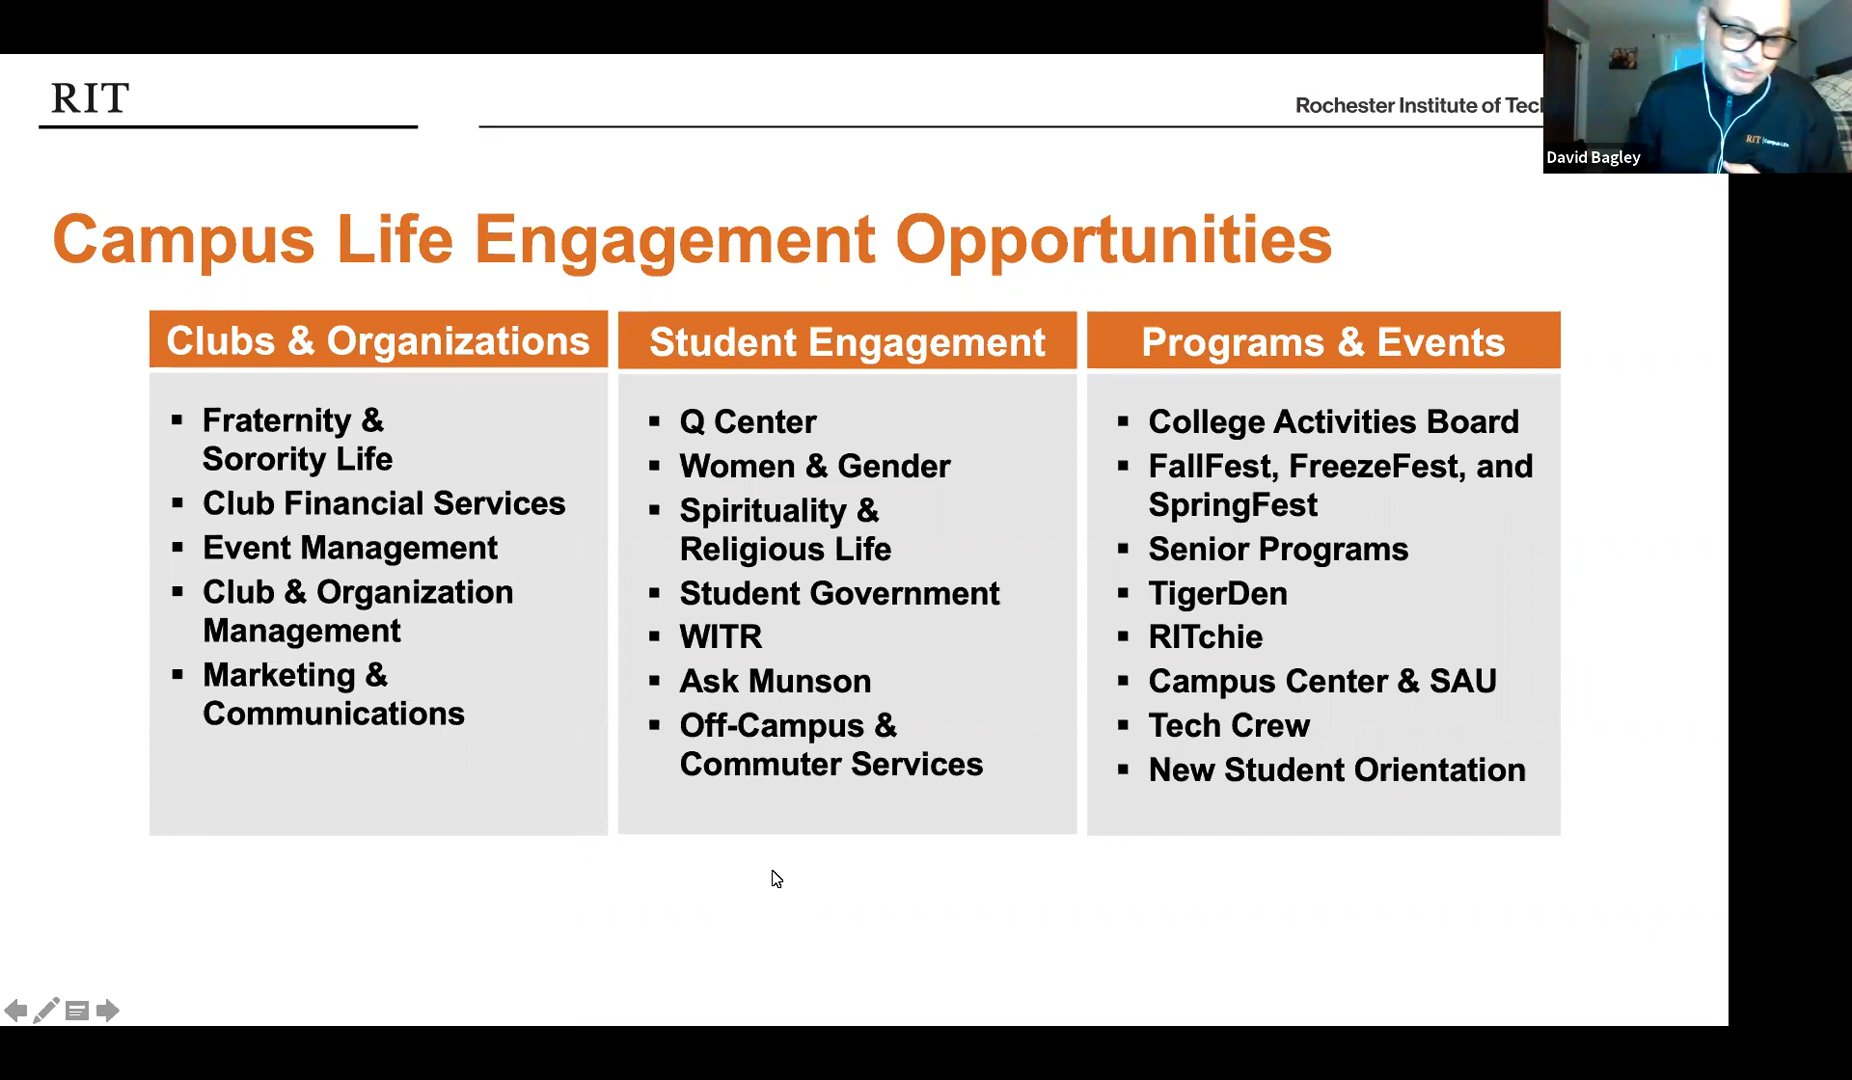 RIT
Rochester Institute of Tec
RIT | Campus Life
David Bagley
Campus Life Engagement Opportunities
Clubs & Organizations
▪ Fraternity &
Sorority Life
▪ Club Financial Services
▪ Event Management
▪ Club & Organization
Management
▪ Marketing &
Communications
Student Engagement
▪ Q Center
▪ Women & Gender
▪ Spirituality &
Religious Life
▪ Student Government
▪ WITR
▪ Ask Munson
▪ Off-Campus &
Commuter Services
Programs & Events
▪ College Activities Board
▪ FallFest, FreezeFest, and
SpringFest
▪ Senior Programs
▪ TigerDen
▪ RITchie
▪ Campus Center & SAU
▪ Tech Crew
▪ New Student Orientation